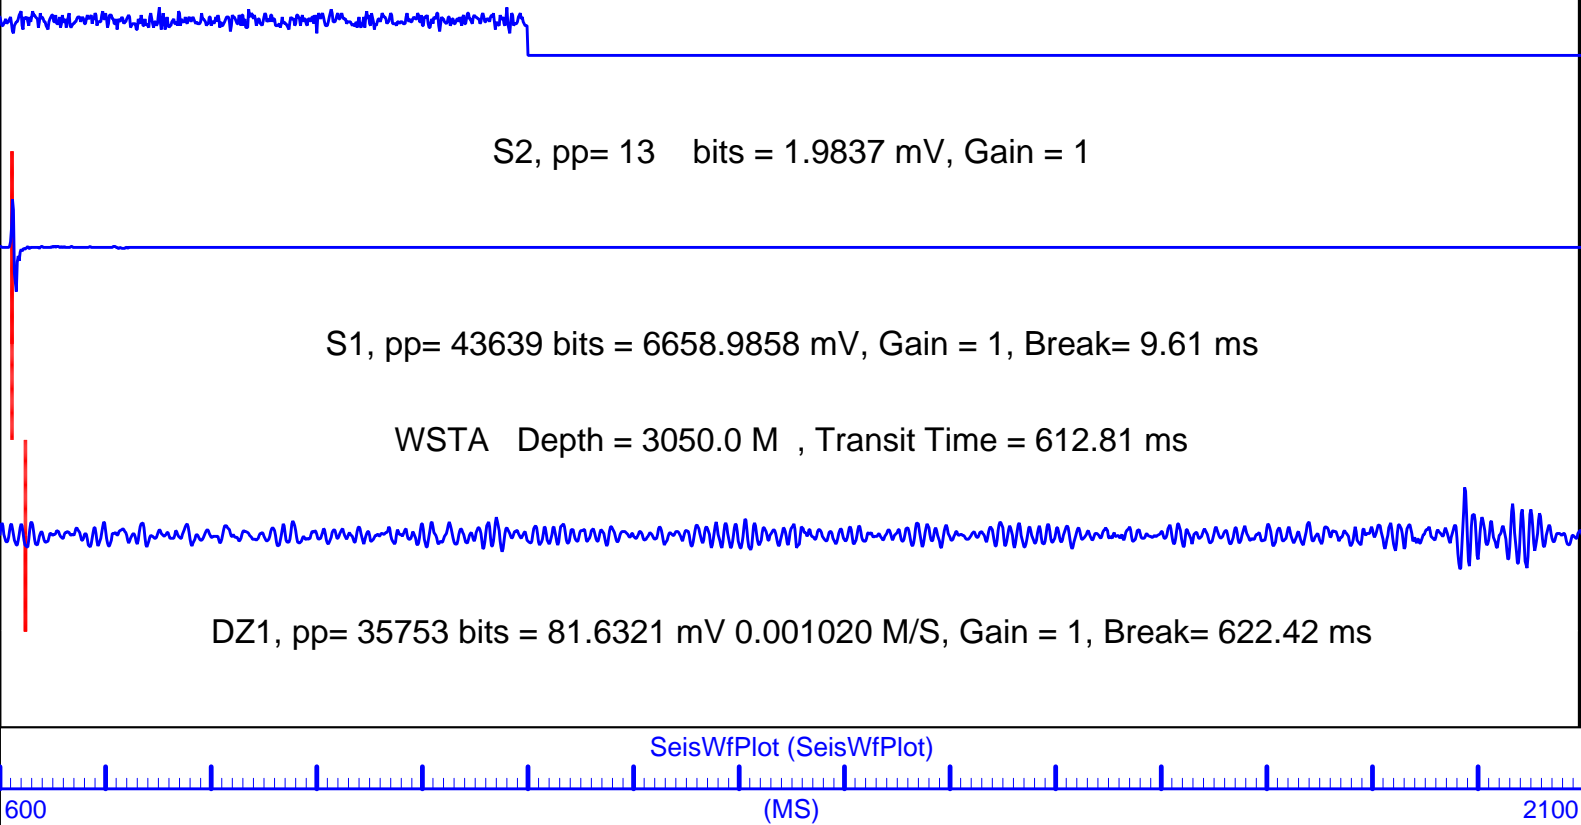 S2, pp= 13 bits = 1.9837 mV, Gain = 1
S1, pp= 43639 bits = 6658.9858 mV, Gain = 1, Break= 9.61 ms
WSTA Depth = 3050.0 M , Transit Time = 612.81 ms
DZ1, pp= 35753 bits = 81.6321 mV 0.001020 M/S, Gain = 1, Break= 622.42 ms
SeisWfPlot (SeisWfPlot)
600 (MS) 2100